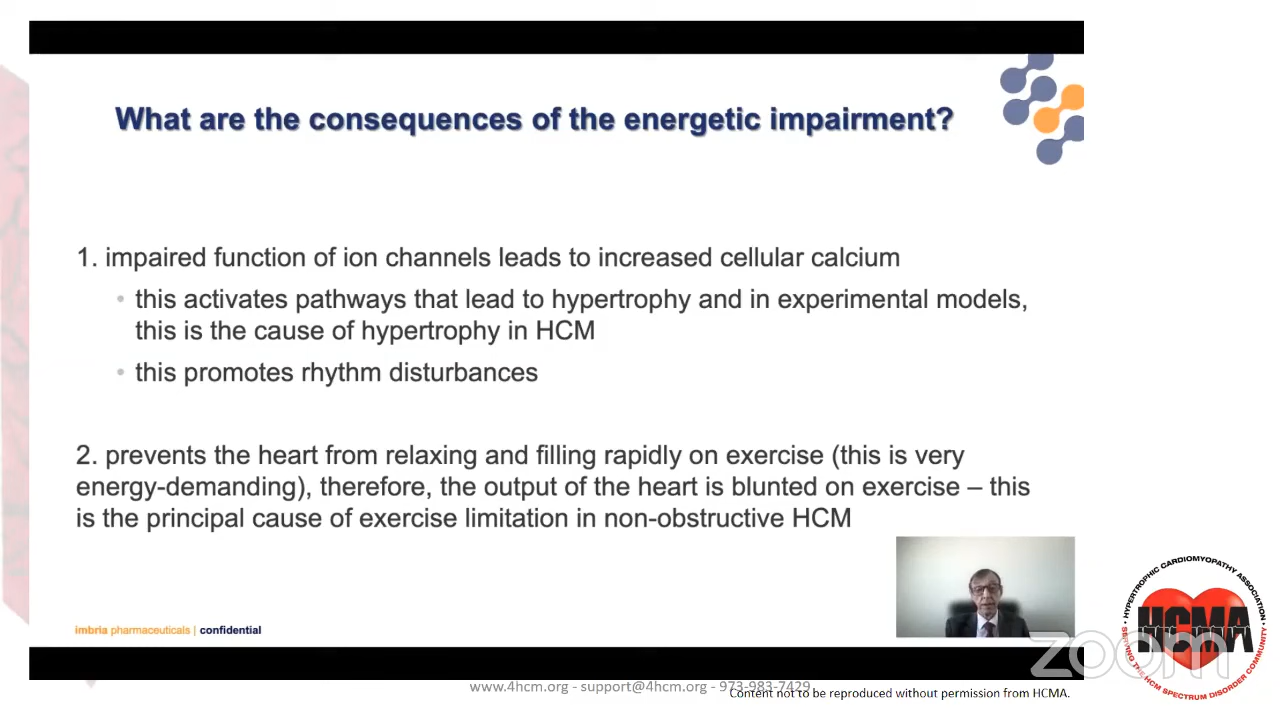 What are the consequences of the energetic impairment?
1. impaired function of ion channels leads to increased cellular calcium
• this activates pathways that lead to hypertrophy and in experimental models,
this is the cause of hypertrophy in HCM
• this promotes rhythm disturbances
2. prevents the heart from relaxing and filling rapidly on exercise (this is very
energy-demanding), therefore, the output of the heart is blunted on exercise – this
is the principal cause of exercise limitation in non-obstructive HCM
imbria pharmaceuticals | confidential
HYPERTROPHIC CARDIOMYOPATHY ASSOCIATION
HCMA
SERVING THE HCM SPECTRUM DISORDER COMMUNITY
zoom
www.4hcm.org - support@4hcm.org - 973-983-7429
Content not to be reproduced without permission from HCMA.